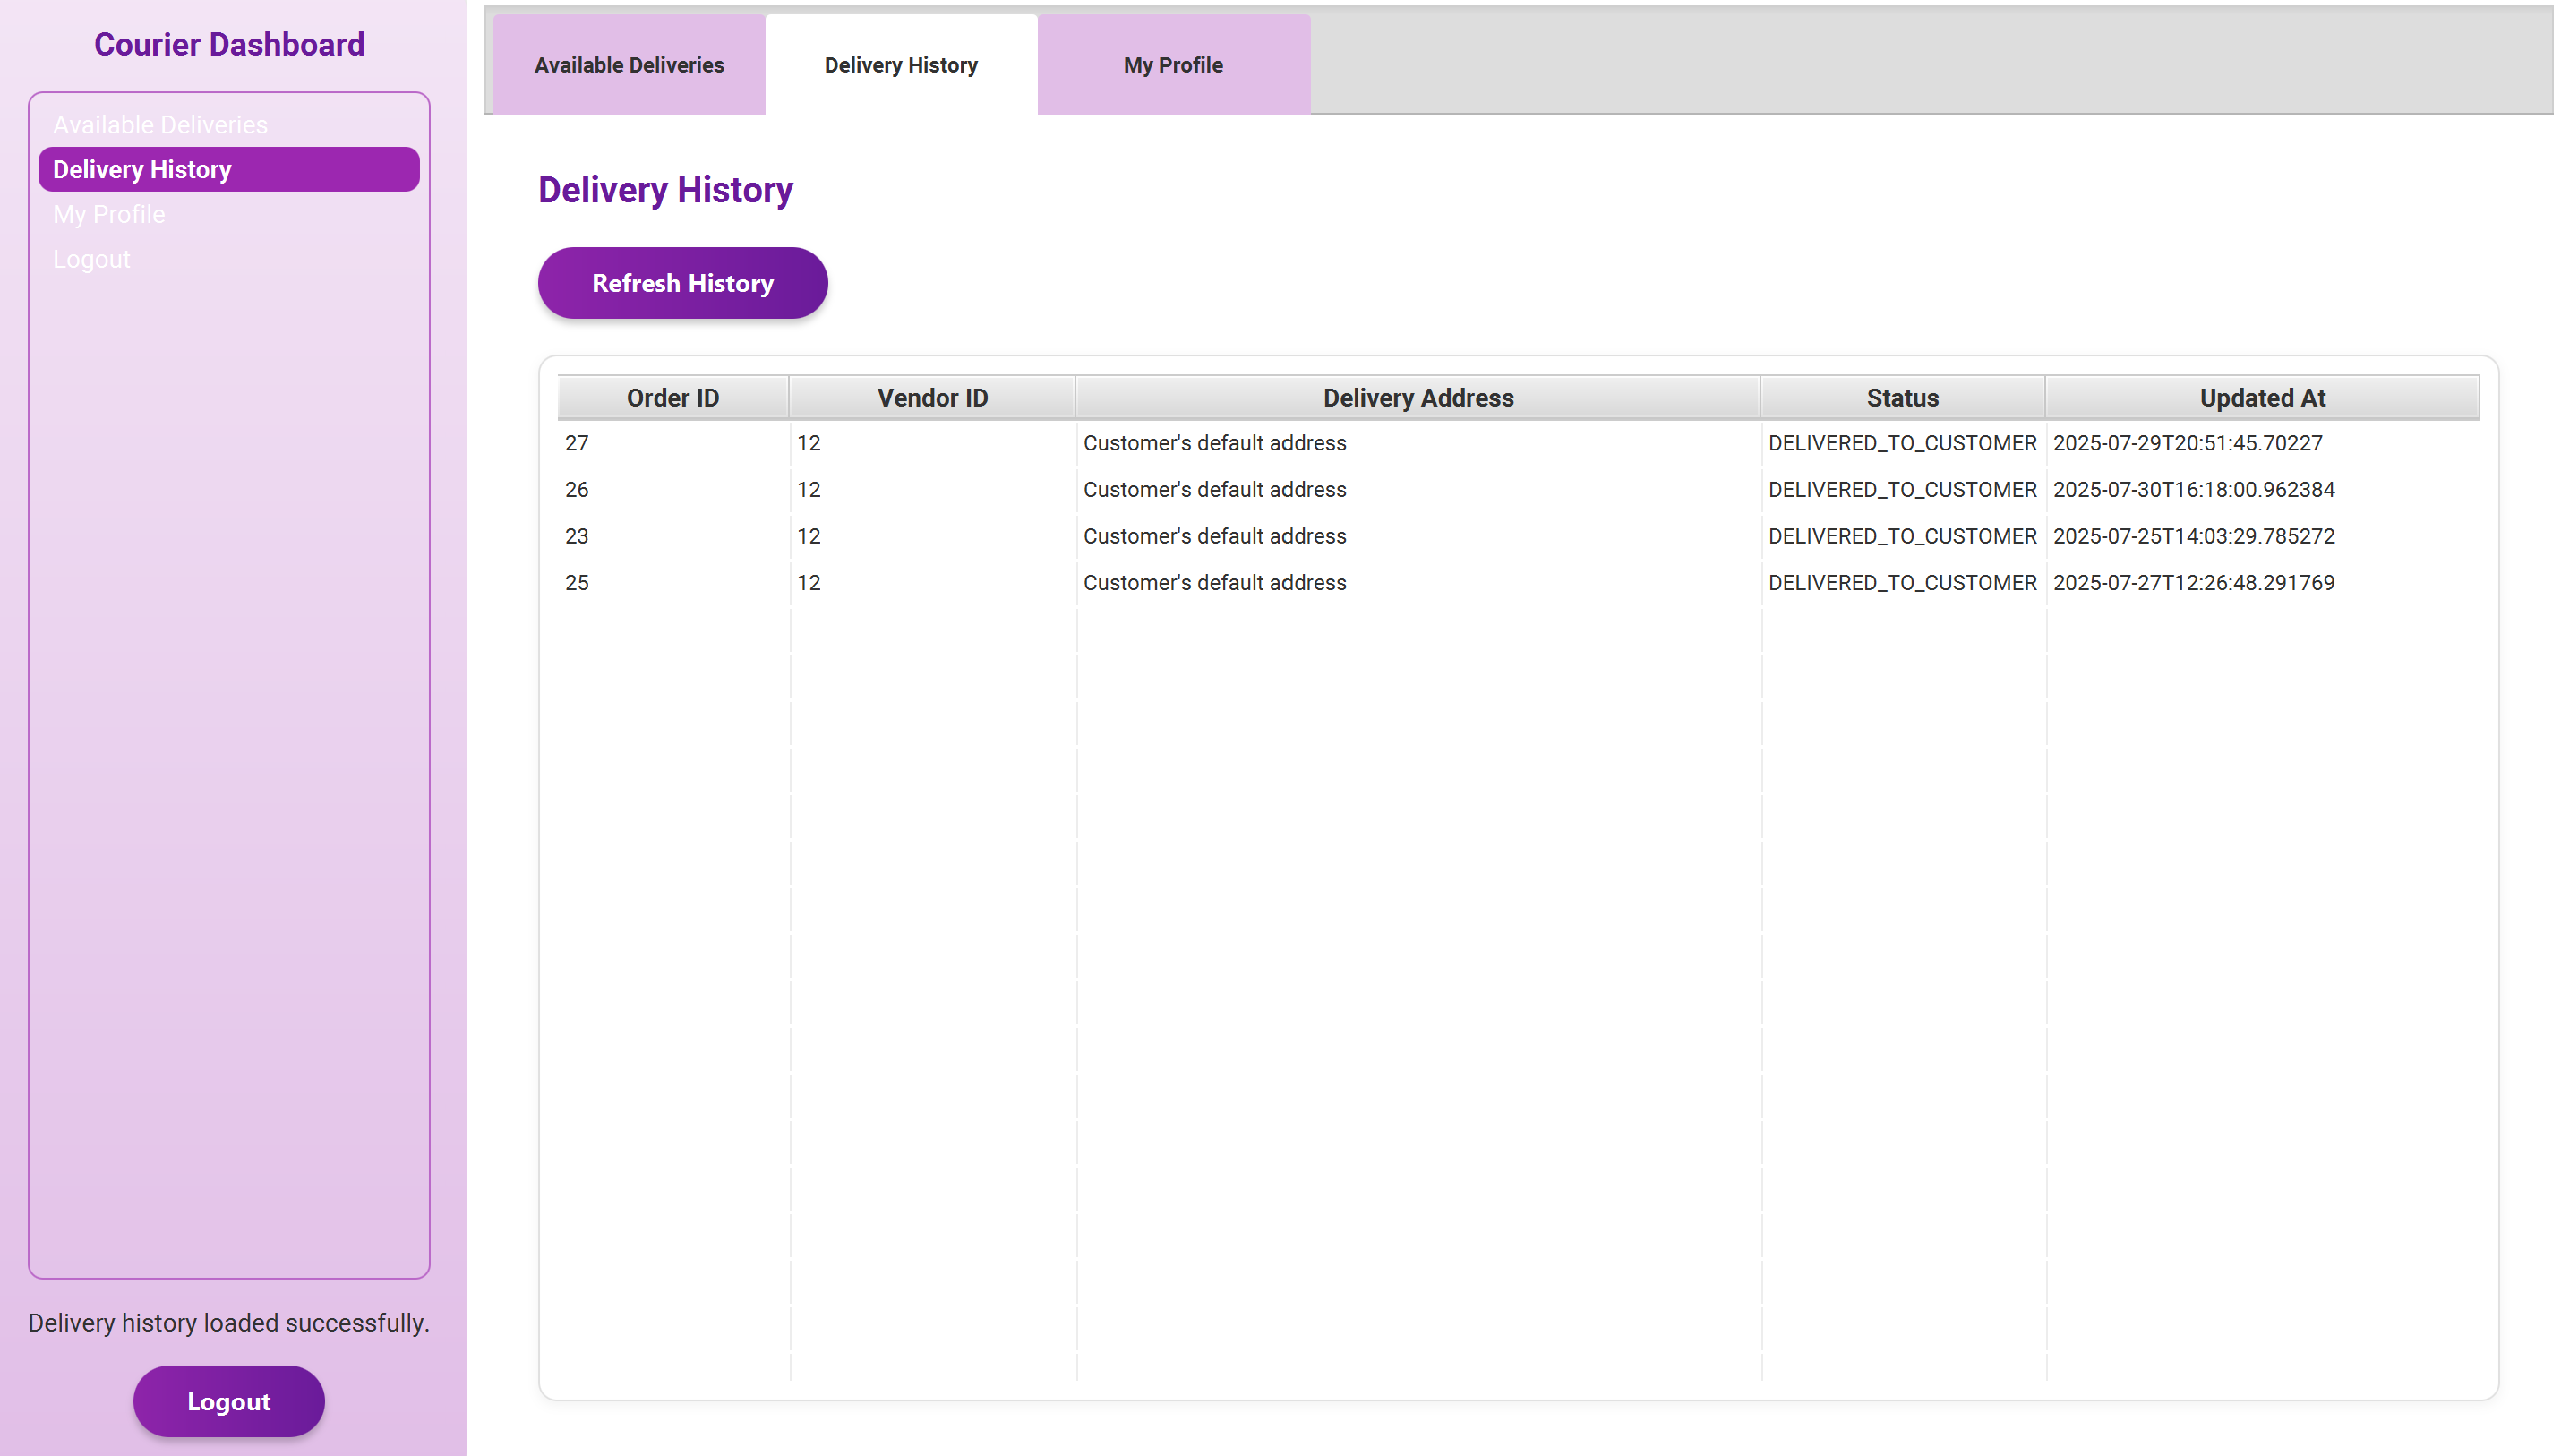 Courier Dashboard
Available Deliveries
Delivery History
My Profile
Logout
Delivery history loaded successfully.
Logout
Available Deliveries Delivery History My Profile
Delivery History
Refresh History
Order ID Vendor ID Delivery Address Status Updated At
27 12 Customer's default address DELIVERED_TO_CUSTOMER 2025-07-29T20:51:45.70227
26 12 Customer's default address DELIVERED_TO_CUSTOMER 2025-07-30T16:18:00.962384
23 12 Customer's default address DELIVERED_TO_CUSTOMER 2025-07-25T14:03:29.785272
25 12 Customer's default address DELIVERED_TO_CUSTOMER 2025-07-27T12:26:48.291769